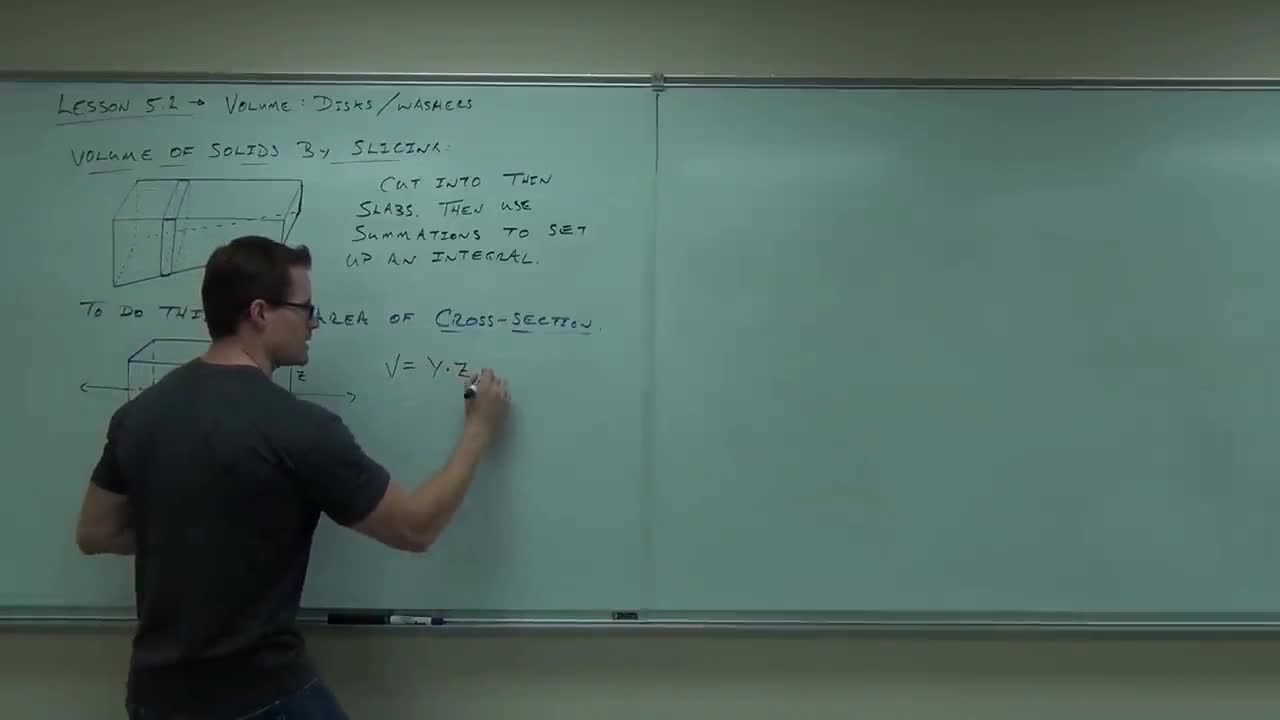 LESSON 5.2 → VOLUME: DISKS/WASHERS
VOLUME OF SOLIDS BY SLICING:
CUT INTO THIN
SLABS. THEN USE
SUMMATIONS TO SET
UP AN INTEGRAL.
TO DO THI AREA OF CROSS-SECTION.
Z
V= Y·Z